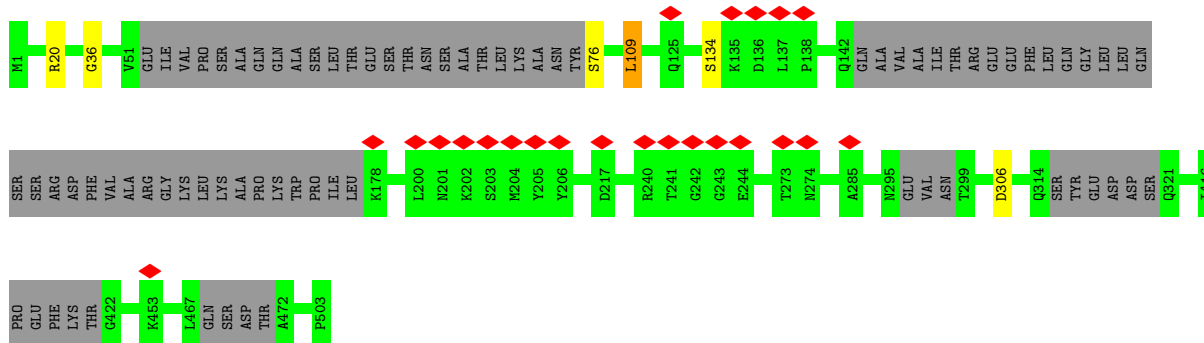 M1 R20 G36 V51 GLU ILE VAL PRO SER ALA GLN GLN ALA SER LEU THR GLU SER THR ASN SER ALA THR LEU LYS ALA ASN TYR S76 L109 Q125 S134 K135 D136 L137 P138 Q142 GLN ALA VAL ALA ILE THR ARG GLU GLU PHE LEU GLN GLY LEU LEU GLN
SER SER ARG ASP PHE VAL ALA ARG GLY LYS LEU LYS ALA PRO LYS TRP PRO ILE LEU K178 L200 N201 K202 S203 M204 Y205 Y206 D217 R240 T241 G242 G243 E244 T273 N274 A285 N295 GLU VAL ASN T299 D306 Q314 SER TYR GLU ASP ASP SER Q321
PRO GLU PHE LYS THR G422 K453 L467 GLN SER ASP THR A472 P503